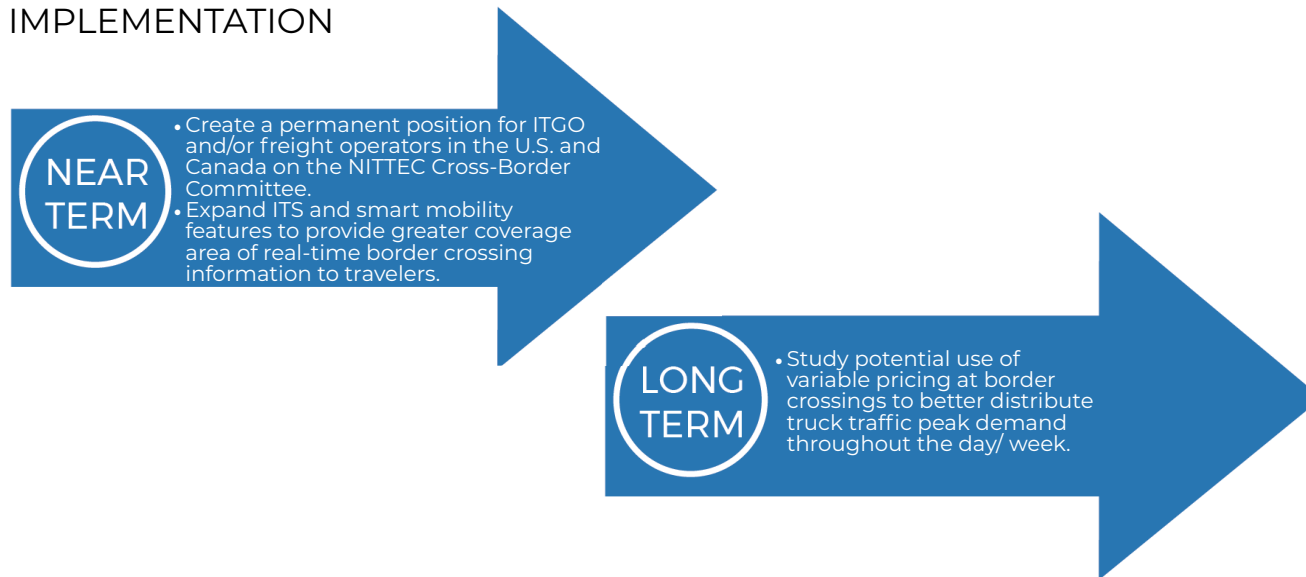 IMPLEMENTATION
NEAR
TERM
• Create a permanent position for ITGO
and/or freight operators in the U.S. and
Canada on the NITTEC Cross-Border
Committee.
• Expand ITS and smart mobility
features to provide greater coverage
area of real-time border crossing
information to travelers.
LONG
TERM
• Study potential use of
variable pricing at border
crossings to better distribute
truck traffic peak demand
throughout the day/ week.